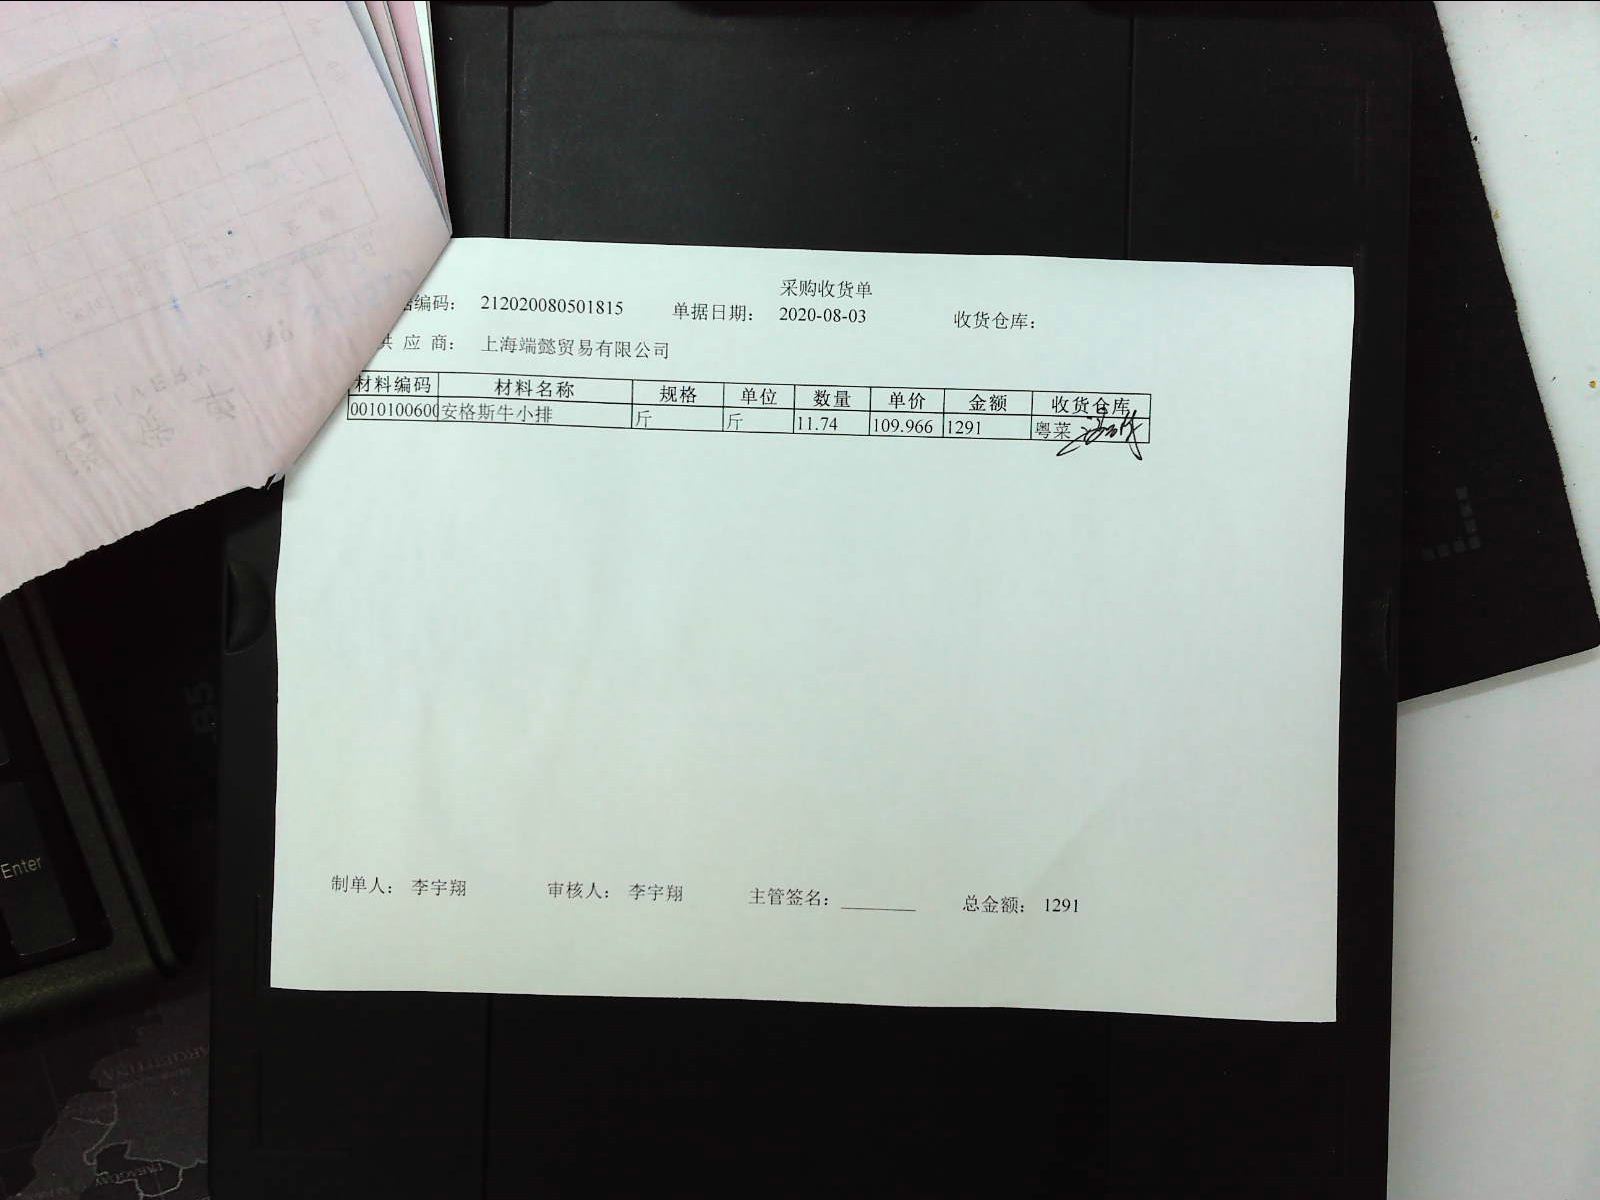 采购收货单
编码： 212020080501815 单据日期： 2020-08-03 收货仓库：
供 应 商： 上海端懿贸易有限公司
材料编码 材料名称 规格 单位 数量 单价 金额 收货仓库
0010100600 安格斯牛小排 斤 斤 11.74 109.966 1291 粤菜
制单人： 李宇翔 审核人： 李宇翔 主管签名： 总金额： 1291
Enter